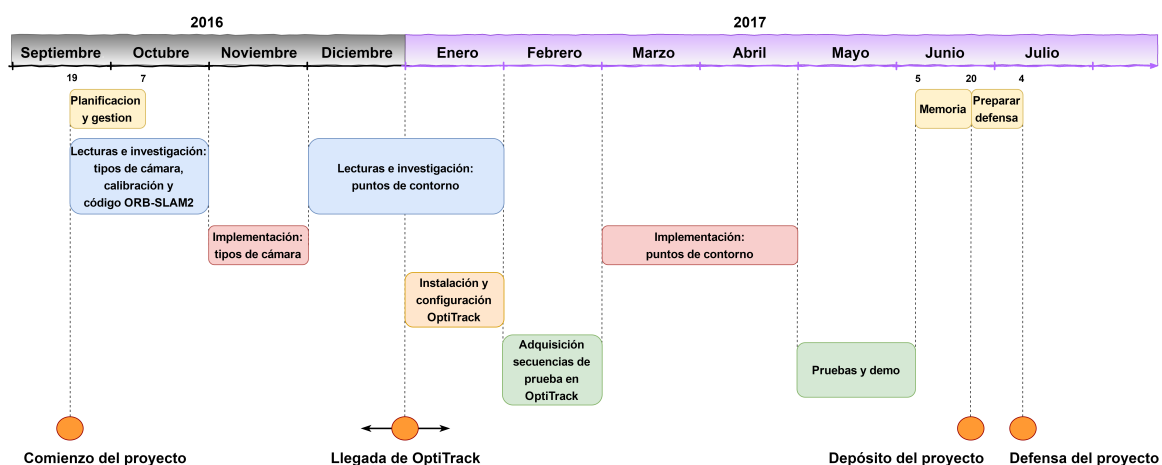 2016
2017
Septiembre
Octubre
Noviembre
Diciembre
Enero
Febrero
Marzo
Abril
Mayo
Junio
Julio
19
7
5
20
4
Planificacion
y gestion
Memoria
Preparar
defensa
Lecturas e investigación:
tipos de cámara,
calibración y
código ORB-SLAM2
Lecturas e investigación:
puntos de contorno
Implementación:
tipos de cámara
Implementación:
puntos de contorno
Instalación y
configuración
OptiTrack
Adquisición
secuencias de
prueba en
OptiTrack
Pruebas y demo
Comienzo del proyecto
Llegada de OptiTrack
Depósito del proyecto
Defensa del proyecto